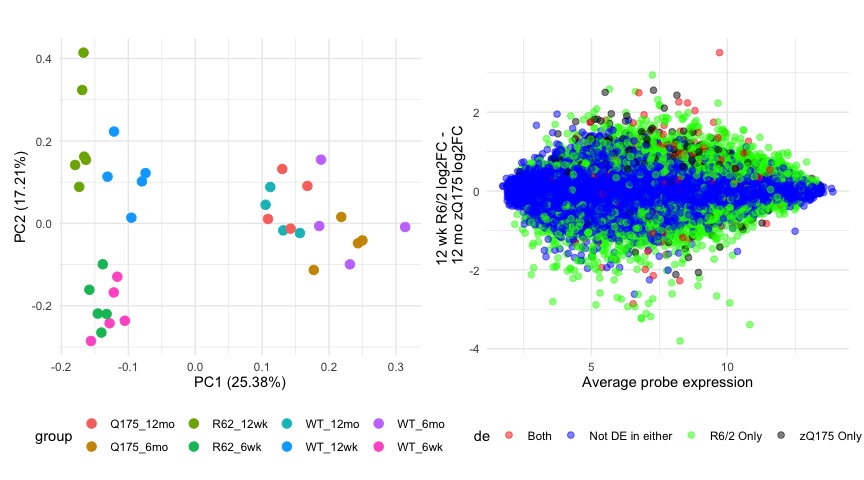 0.4
0.2
0.0
-0.2
-0.2
-0.1
0.0
0.1
0.2
0.3
PC1 (25.38%)
PC2 (17.21%)
group
Q175_12mo
R62_12wk
WT_12mo
WT_6mo
Q175_6mo
R62_6wk
WT_12wk
WT_6wk
12 wk R6/2 log2FC -
12 mo zQ175 log2FC
2
0
-2
-4
5
10
Average probe expression
de
Both
Not DE in either
R6/2 Only
zQ175 Only